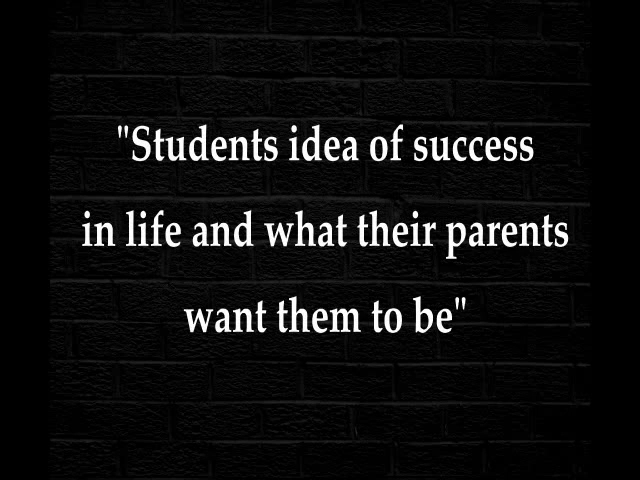 "Students idea of success
in life and what their parents
want them to be"